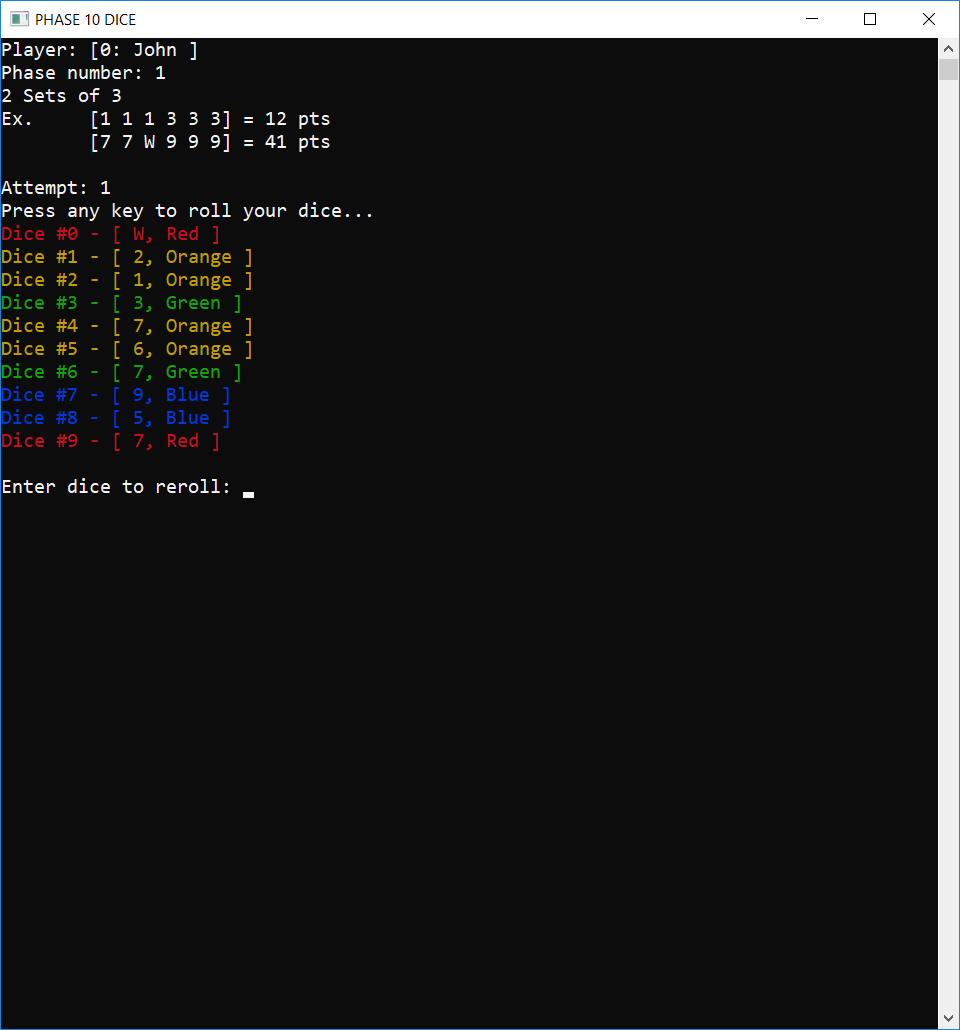 PHASE 10 DICE
Player: [0: John ]
Phase number: 1
2 Sets of 3
Ex.     [1 1 1 3 3 3] = 12 pts
        [7 7 W 9 9 9] = 41 pts
Attempt: 1
Press any key to roll your dice...
Dice #0 - [ W, Red ]
Dice #1 - [ 2, Orange ]
Dice #2 - [ 1, Orange ]
Dice #3 - [ 3, Green ]
Dice #4 - [ 7, Orange ]
Dice #5 - [ 6, Orange ]
Dice #6 - [ 7, Green ]
Dice #7 - [ 9, Blue ]
Dice #8 - [ 5, Blue ]
Dice #9 - [ 7, Red ]
Enter dice to reroll: